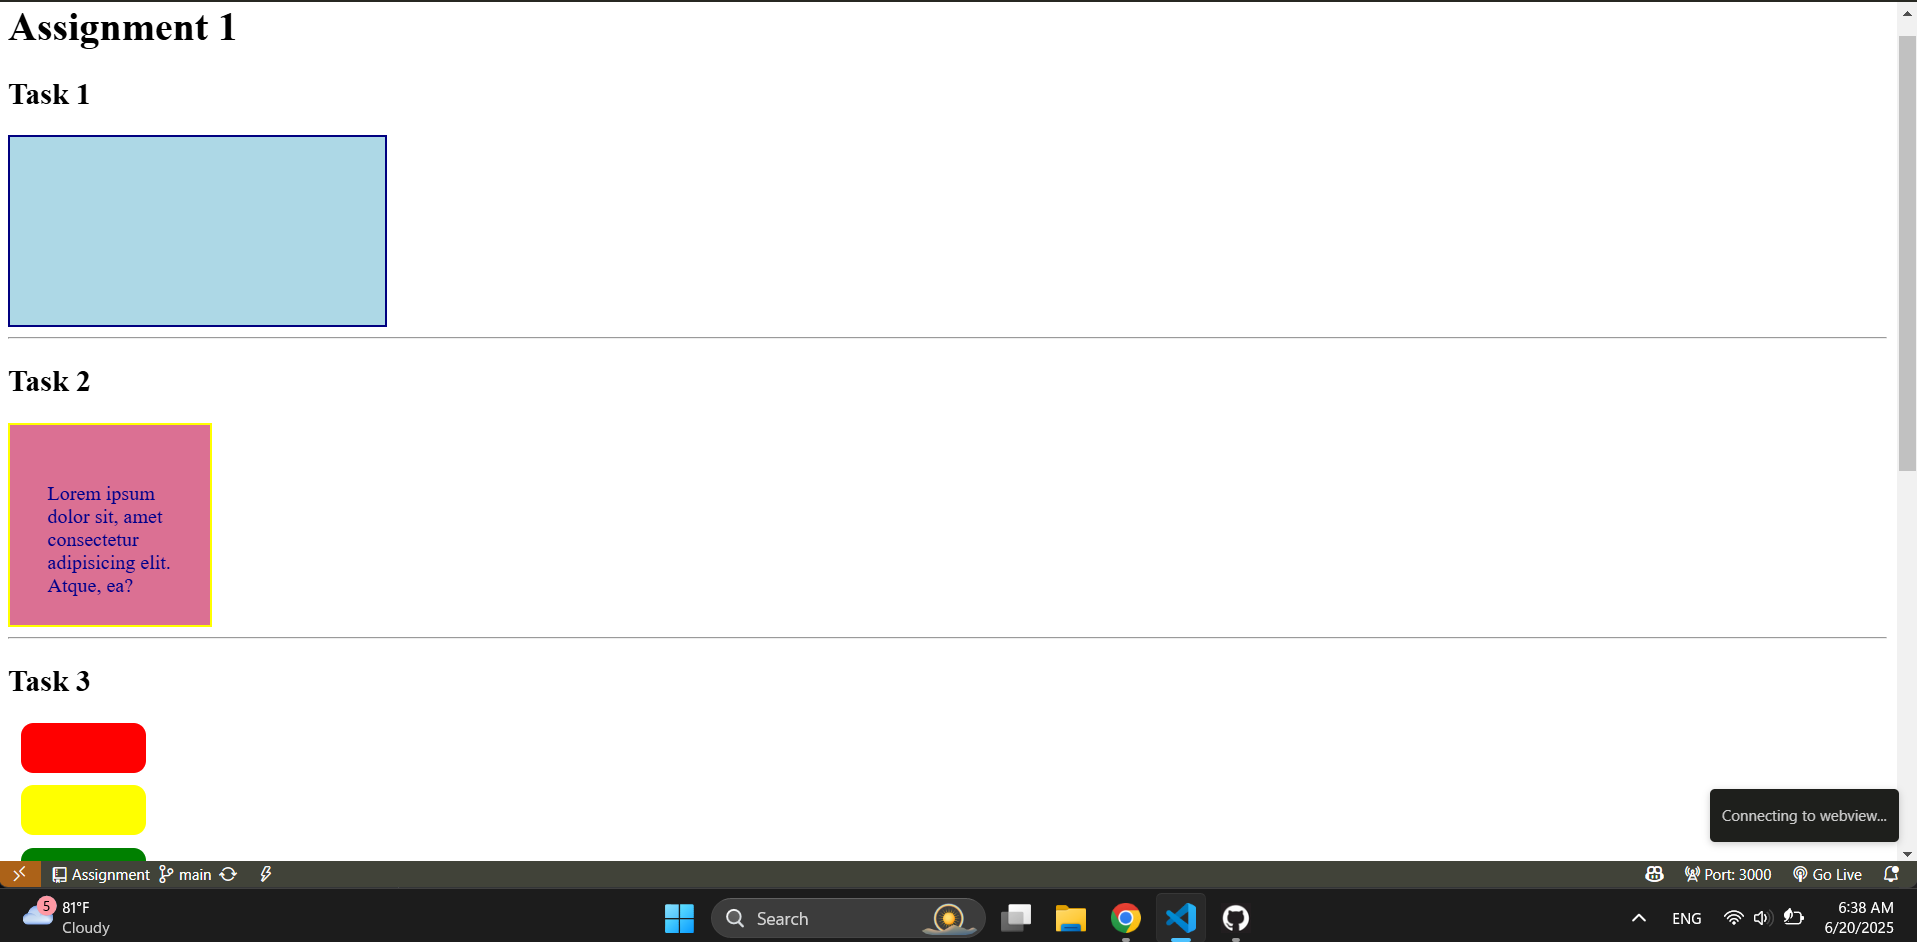 Assignment 1
Task 1
Task 2
Lorem ipsum
dolor sit, amet
consectetur
adipisicing elit.
Atque, ea?
Task 3
Connecting to webview...
Assignment main Port: 3000 Go Live
5
81°F
Cloudy
Search
ENG
6:38 AM
6/20/2025